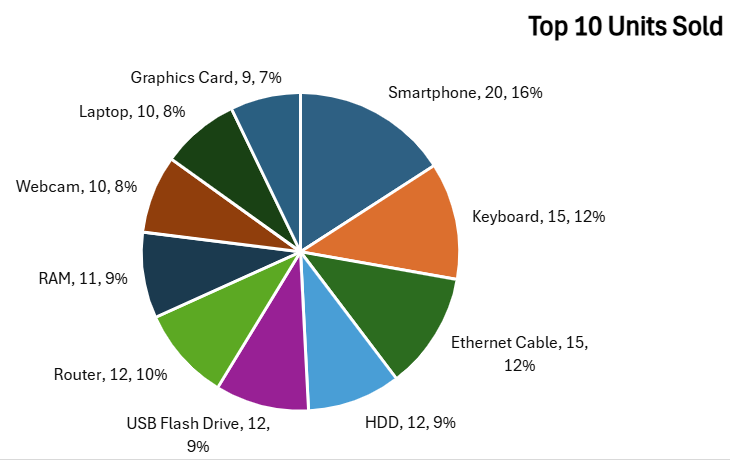 Top 10 Units Sold
Smartphone, 20, 16%
Keyboard, 15, 12%
Ethernet Cable, 15,
12%
HDD, 12, 9%
USB Flash Drive, 12,
9%
Router, 12, 10%
RAM, 11, 9%
Webcam, 10, 8%
Laptop, 10, 8%
Graphics Card, 9, 7%